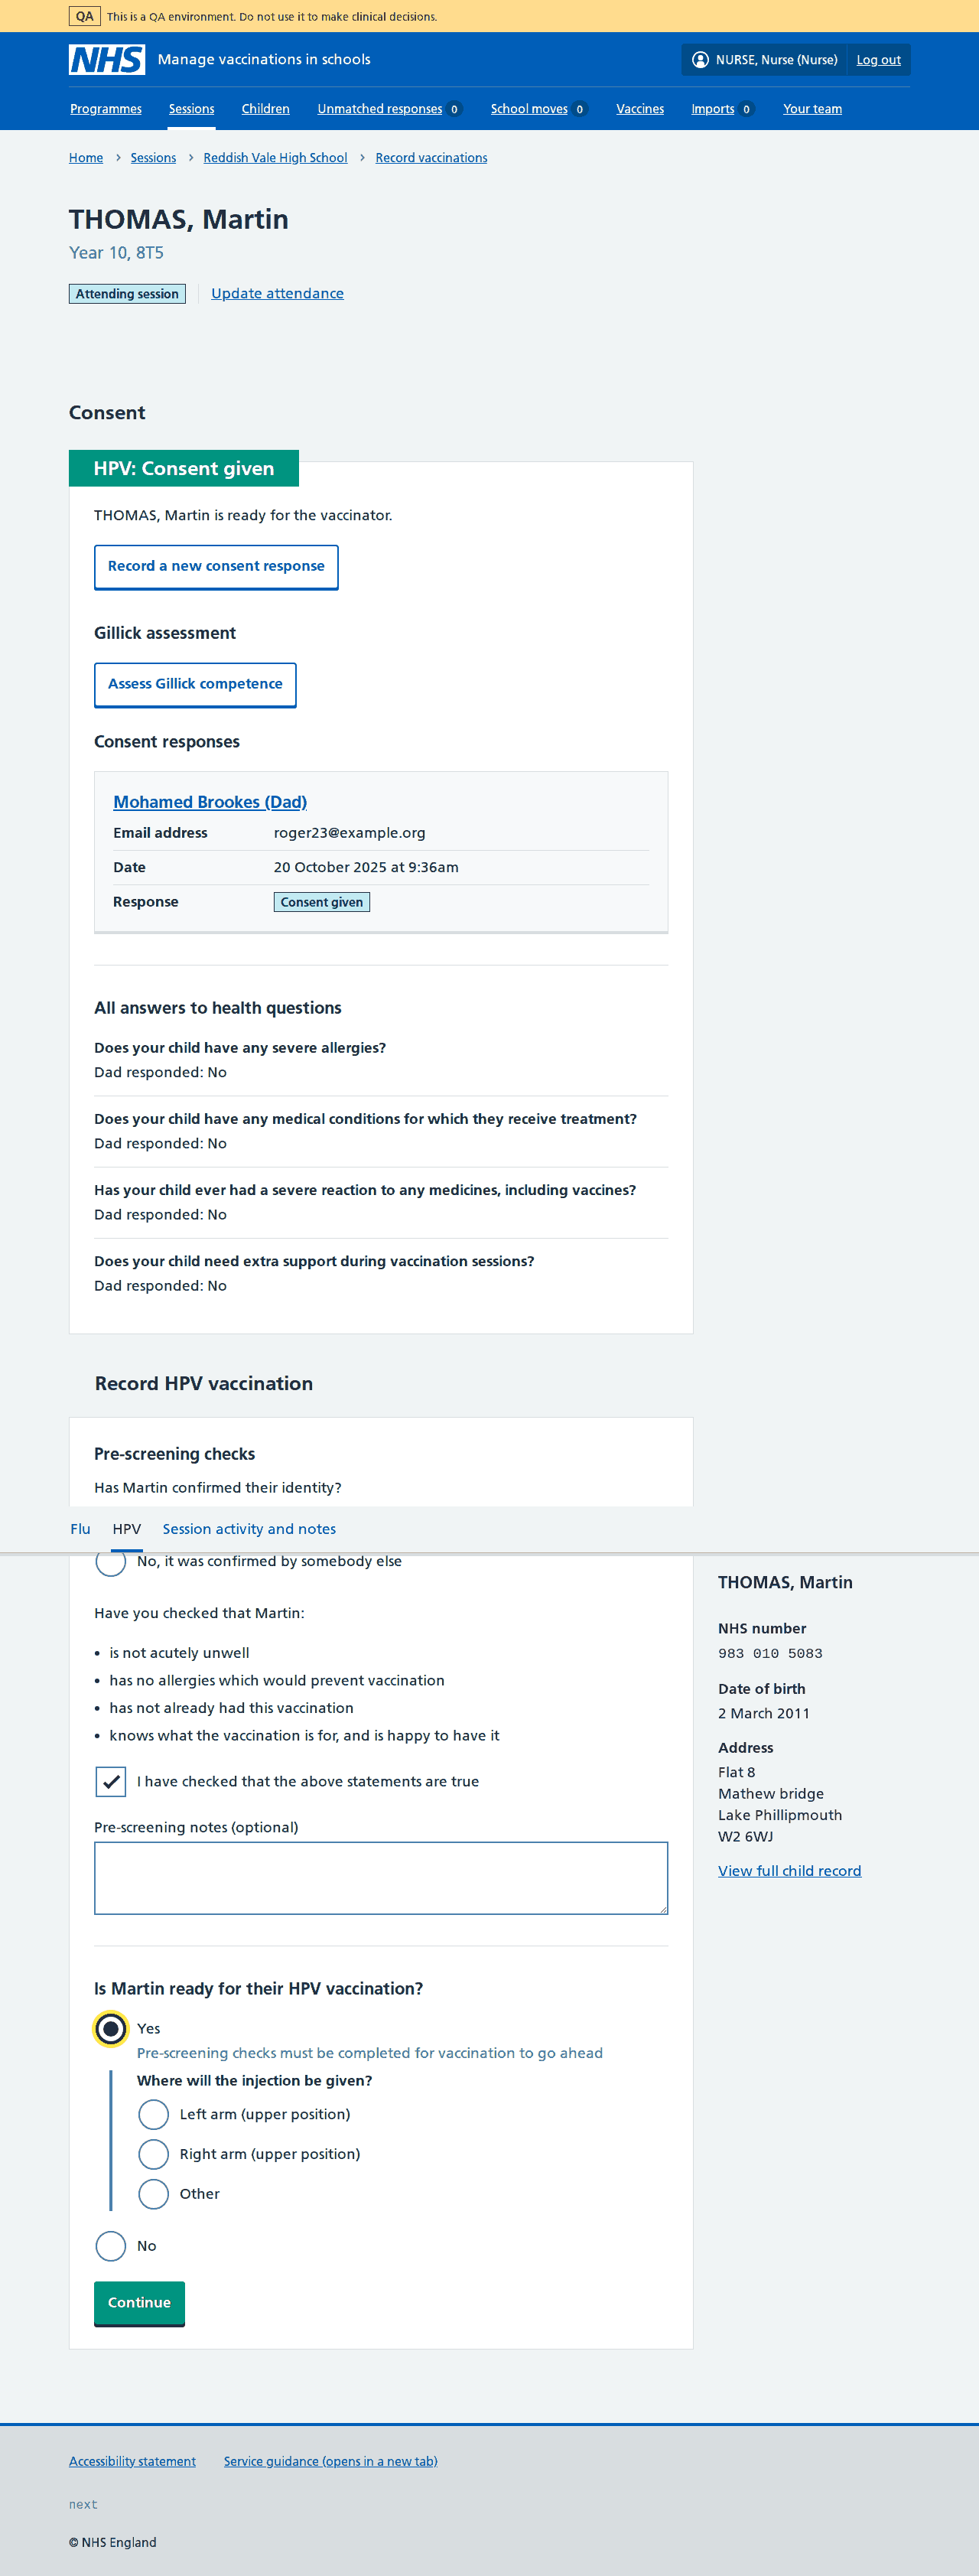 QA This is a QA environment. Do not use it to make clinical decisions.
NHS Manage vaccinations in schools NURSE, Nurse (Nurse) Log out
Programmes Sessions Children Unmatched responses 0 School moves 0 Vaccines Imports 0 Your team
Home Sessions Reddish Vale High School Record vaccinations
THOMAS, Martin
Year 10, 8T5
Attending session Update attendance
Consent
HPV: Consent given
THOMAS, Martin is ready for the vaccinator.
Record a new consent response
Gillick assessment
Assess Gillick competence
Consent responses
Mohamed Brookes (Dad)
Email address roger23@example.org
Date 20 October 2025 at 9:36am
Response Consent given
All answers to health questions
Does your child have any severe allergies?
Dad responded: No
Does your child have any medical conditions for which they receive treatment?
Dad responded: No
Has your child ever had a severe reaction to any medicines, including vaccines?
Dad responded: No
Does your child need extra support during vaccination sessions?
Dad responded: No
Record HPV vaccination
Pre-screening checks
Has Martin confirmed their identity?
Flu HPV Session activity and notes
No, it was confirmed by somebody else
Have you checked that Martin:
is not acutely unwell
has no allergies which would prevent vaccination
has not already had this vaccination
knows what the vaccination is for, and is happy to have it
I have checked that the above statements are true
Pre-screening notes (optional)
Is Martin ready for their HPV vaccination?
Yes
Pre-screening checks must be completed for vaccination to go ahead
Where will the injection be given?
Left arm (upper position)
Right arm (upper position)
Other
No
Continue
THOMAS, Martin
NHS number
983 010 5083
Date of birth
2 March 2011
Address
Flat 8
Mathew bridge
Lake Phillipmouth
W2 6WJ
View full child record
Accessibility statement Service guidance (opens in a new tab)
next
© NHS England